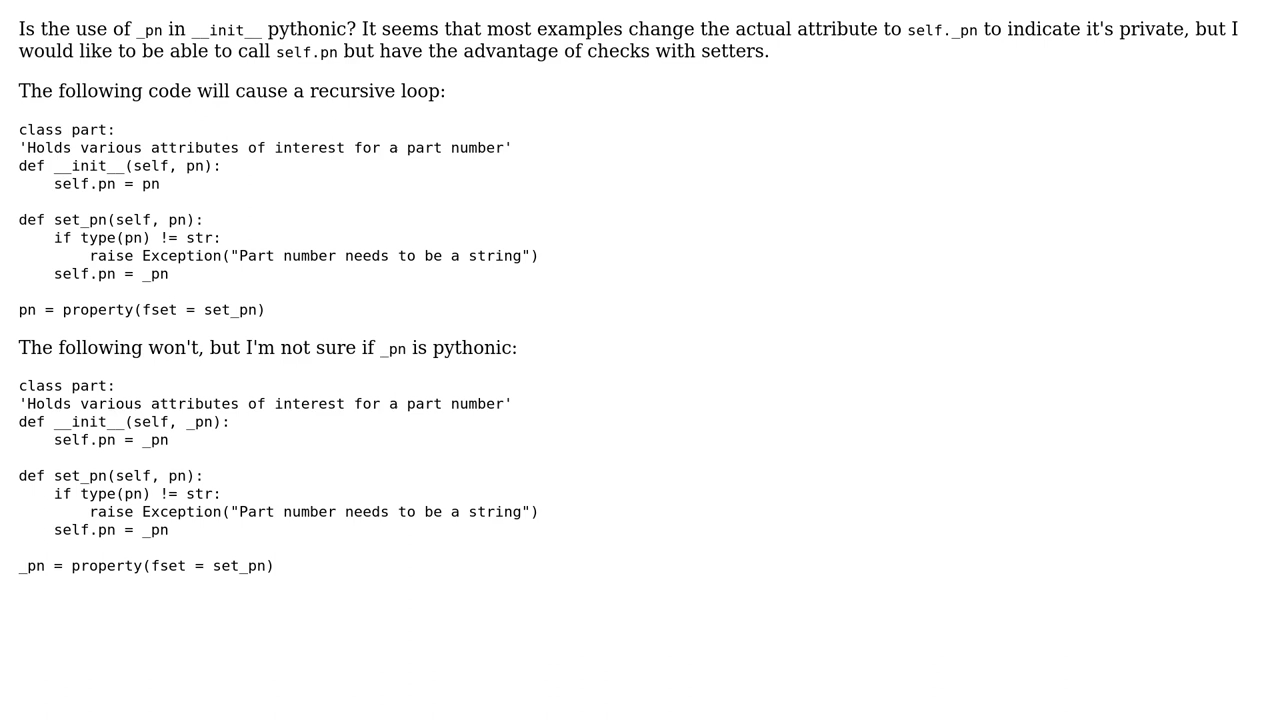 Is the use of _pn in __init__ pythonic? It seems that most examples change the actual attribute to self._pn to indicate it's private, but I
would like to be able to call self.pn but have the advantage of checks with setters.
The following code will cause a recursive loop:
class part:
'Holds various attributes of interest for a part number'
def __init__(self, pn):
    self.pn = pn
def set_pn(self, pn):
    if type(pn) != str:
        raise Exception("Part number needs to be a string")
    self.pn = _pn
pn = property(fset = set_pn)
The following won't, but I'm not sure if _pn is pythonic:
class part:
'Holds various attributes of interest for a part number'
def __init__(self, _pn):
    self.pn = _pn
def set_pn(self, pn):
    if type(pn) != str:
        raise Exception("Part number needs to be a string")
    self.pn = _pn
_pn = property(fset = set_pn)